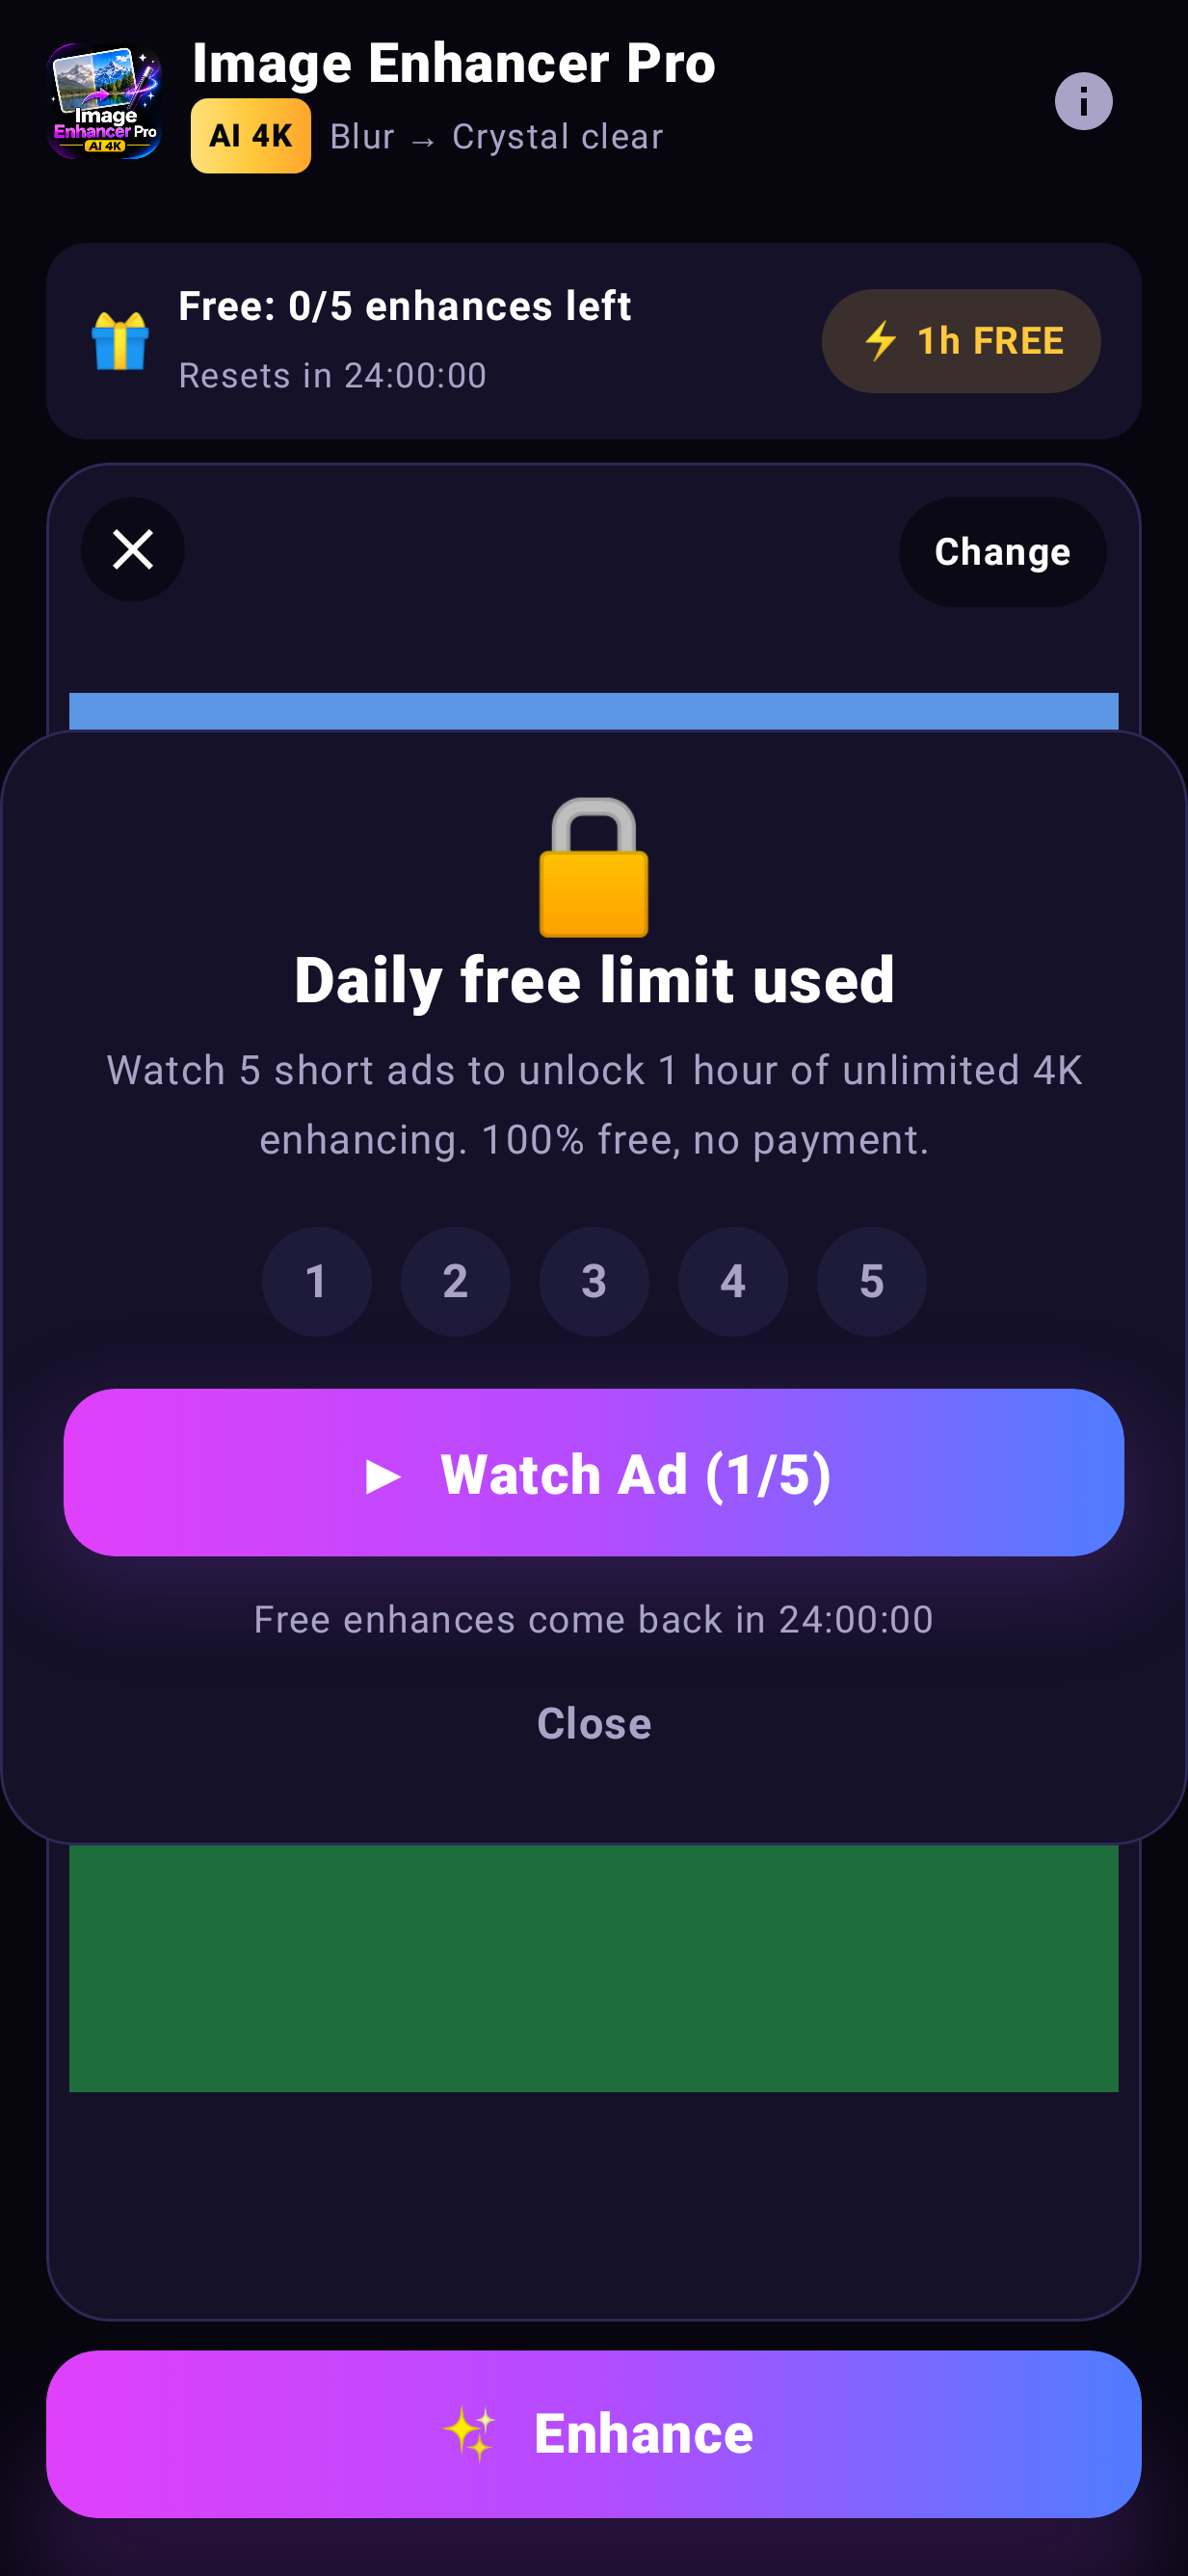 Image Enhancer Pro
AI 4K Blur → Crystal clear
Image
Enhancer Pro
AI 4K
Free: 0/5 enhances left
Resets in 24:00:00
⚡ 1h FREE
Change
Daily free limit used
Watch 5 short ads to unlock 1 hour of unlimited 4K
enhancing. 100% free, no payment.
1 2 3 4 5
▶ Watch Ad (1/5)
Free enhances come back in 24:00:00
Close
✨ Enhance